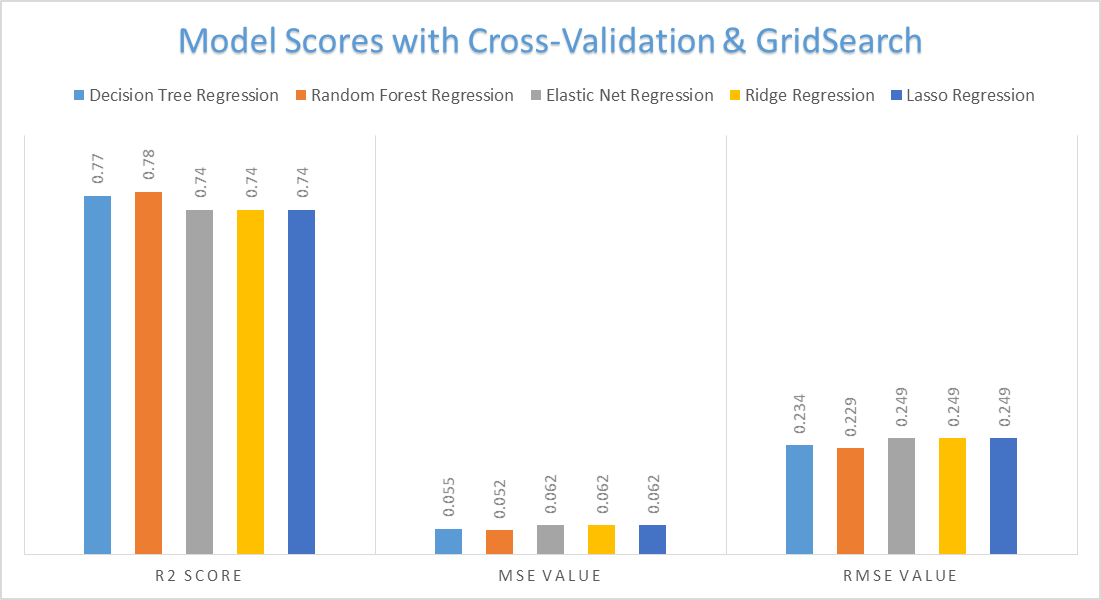 Model Scores with Cross-Validation & GridSearch
Decision Tree Regression Random Forest Regression Elastic Net Regression Ridge Regression Lasso Regression
0.77 0.78 0.74 0.74 0.74
0.055 0.052 0.062 0.062 0.062
0.234 0.229 0.249 0.249 0.249
R2 SCORE MSE VALUE RMSE VALUE